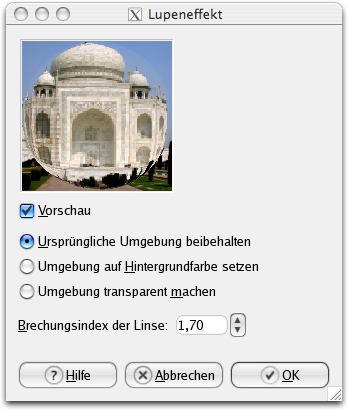 Lupeneffekt
Vorschau
Ursprüngliche Umgebung beibehalten
Umgebung auf Hintergrundfarbe setzen
Umgebung transparent machen
Brechungsindex der Linse: 1,70
Hilfe Abbrechen OK